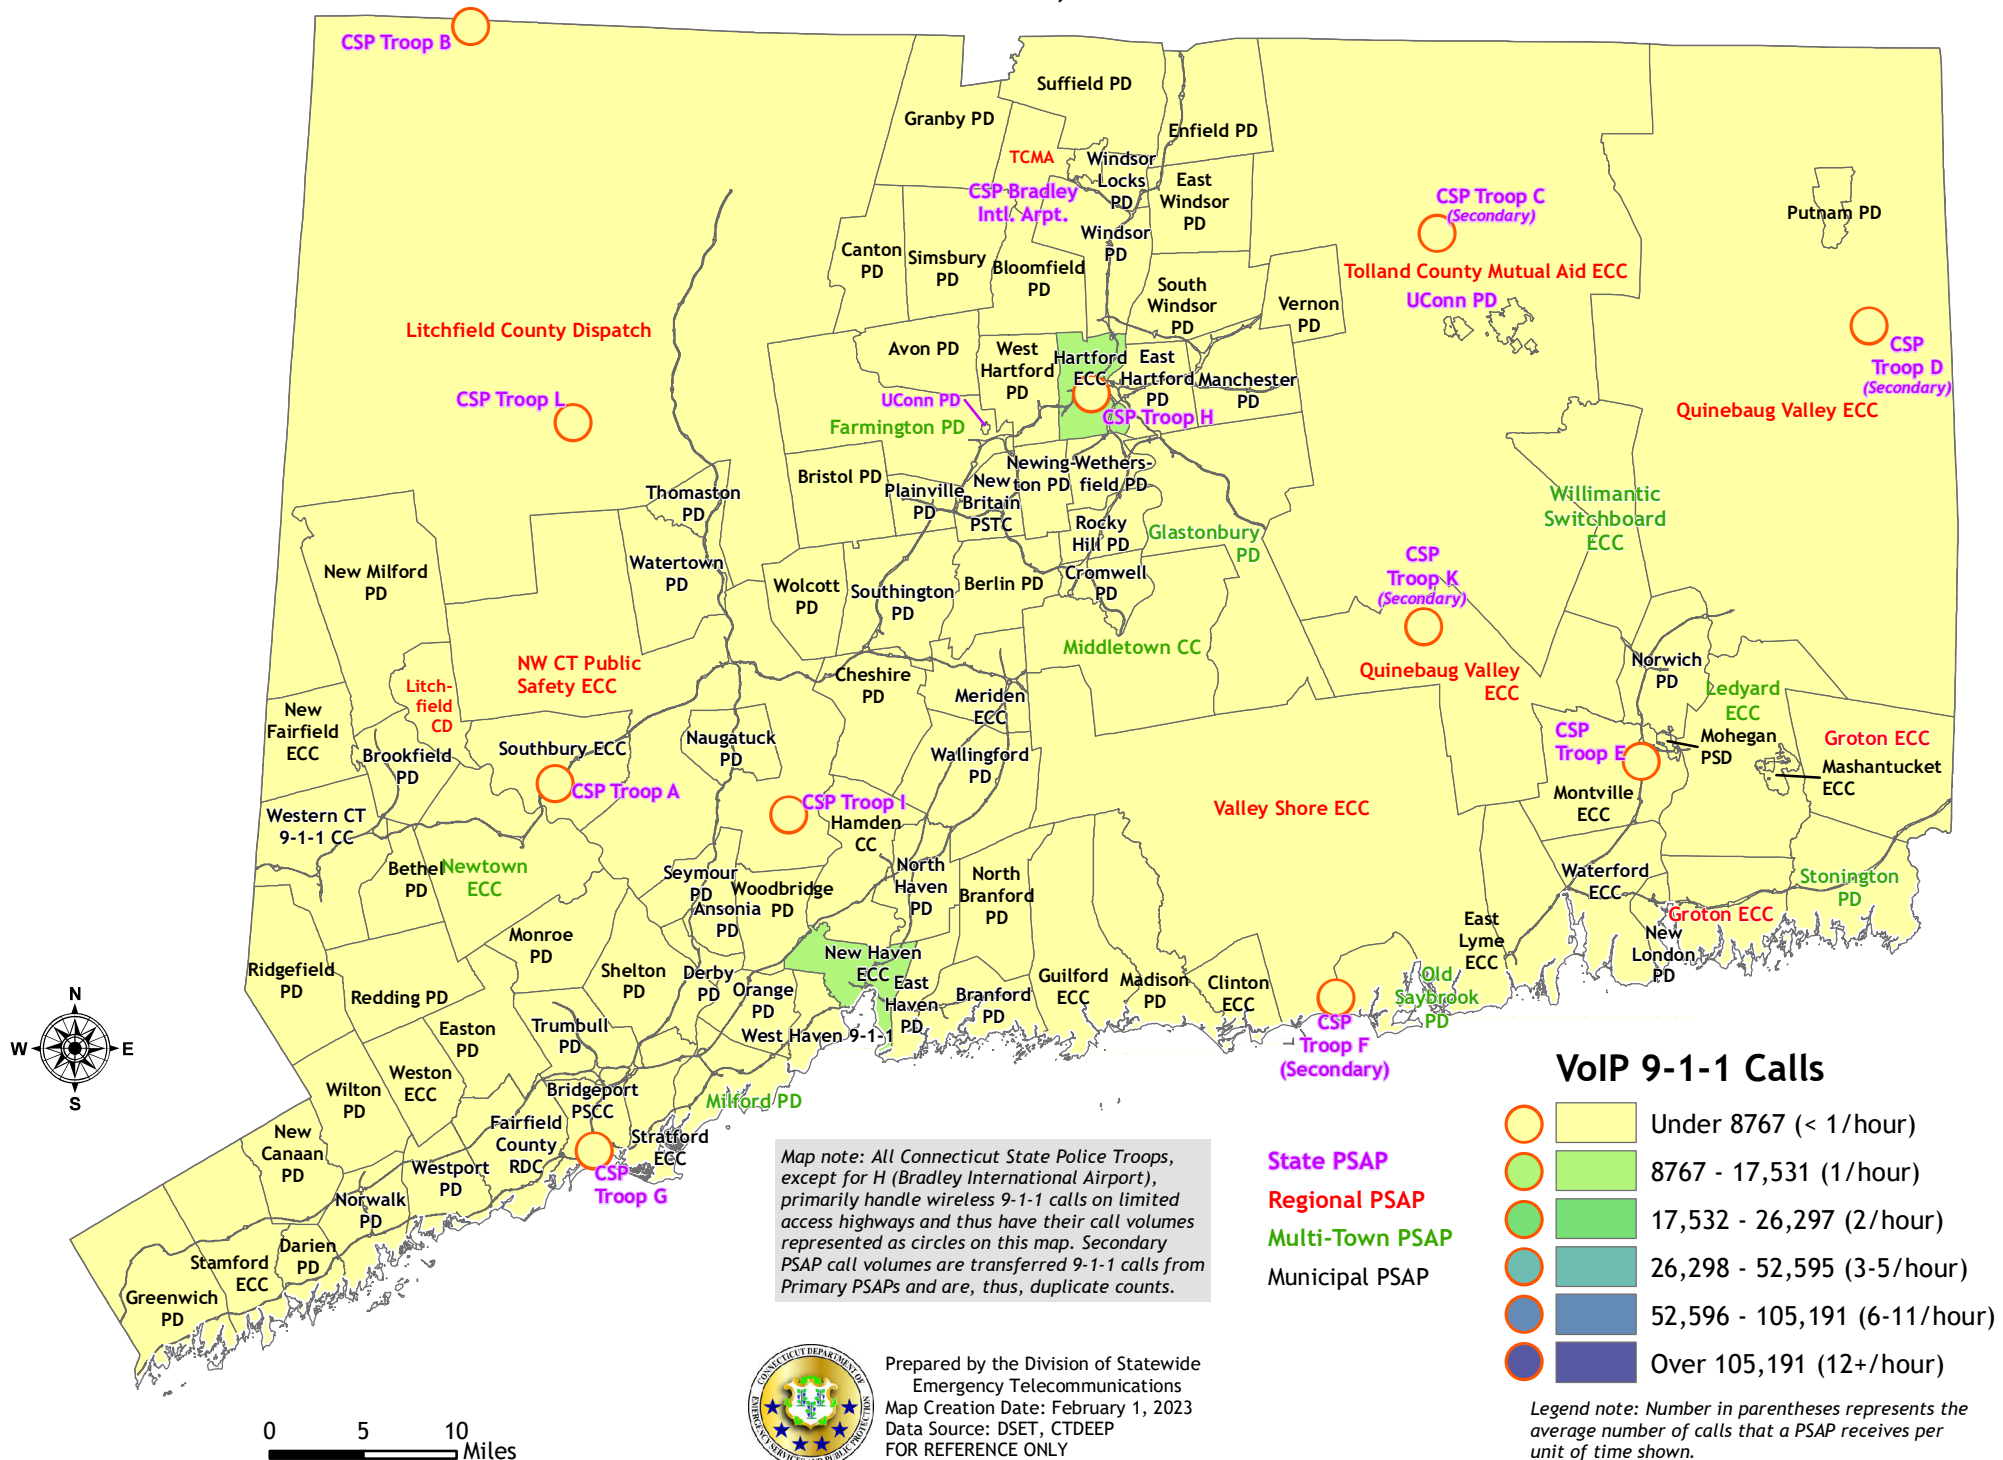 CSP Troop B
Suffield PD
Granby PD
Enfield PD
TCMA
Windsor
Locks
PD
CSP Bradley
Intl. Arpt.
East
Windsor
PD
CSP Troop C
(Secondary)
Putnam PD
Windsor
PD
Canton
PD
Simsbury
PD
Bloomfield
PD
Tolland County Mutual Aid ECC
UConn PD
South
Windsor
PD
Vernon
PD
Litchfield County Dispatch
CSP
Troop D
(Secondary)
Avon PD
West
Hartford
PD
Hartford
ECC
East
Hartford
PD
Manchester
PD
CSP Troop L
UConn PD
CSP Troop H
Farmington PD
Quinebaug Valley ECC
Bristol PD
Plainville
PD
New
Britain
PSTC
Newing-
ton PD
Wethers-
field PD
Thomaston
PD
Willimantic
Switchboard
ECC
Rocky
Hill PD
Glastonbury
PD
New Milford
PD
Watertown
PD
Wolcott
PD
Southington
PD
Berlin PD
Cromwell
PD
CSP
Troop K
(Secondary)
Middletown CC
NW CT Public
Safety ECC
Cheshire
PD
Quinebaug Valley
ECC
Norwich
PD
Litch-
field
CD
Meriden
ECC
Ledyard
ECC
New
Fairfield
ECC
Brookfield
PD
Southbury ECC
Naugatuck
PD
Wallingford
PD
CSP
Troop E
Mohegan
PSD
Groton ECC
Mashantucket
ECC
CSP Troop A
CSP Troop I
Hamden
CC
Valley Shore ECC
Montville
ECC
Western CT
9-1-1 CC
Bethel
PD
Newtown
ECC
Seymour
PD
Woodbridge
PD
North
Haven
PD
North
Branford
PD
Waterford
ECC
Stonington
PD
Ansonia
PD
Groton ECC
East
Lyme
ECC
New
London
PD
Monroe
PD
New Haven
ECC
Ridgefield
PD
Redding PD
Shelton
PD
Derby
PD
Orange
PD
East
Haven
PD
Branford
PD
Guilford
ECC
Madison
PD
Clinton
ECC
Old
Saybrook
PD
N
W
E
S
Easton
PD
Trumbull
PD
West Haven 9-1-1
CSP
Troop F
(Secondary)
Wilton
PD
Weston
ECC
Bridgeport
PSCC
Milford PD
Fairfield
County
RDC
Stratford
ECC
New
Canaan
PD
Westport
PD
CSP
Troop G
Norwalk
PD
Darien
PD
Stamford
ECC
Greenwich
PD
Map note: All Connecticut State Police Troops,
except for H (Bradley International Airport),
primarily handle wireless 9-1-1 calls on limited
access highways and thus have their call volumes
represented as circles on this map. Secondary
PSAP call volumes are transferred 9-1-1 calls from
Primary PSAPs and are, thus, duplicate counts.
State PSAP
Regional PSAP
Multi-Town PSAP
Municipal PSAP
VoIP 9-1-1 Calls
Under 8767 (< 1/hour)
8767 - 17,531 (1/hour)
17,532 - 26,297 (2/hour)
26,298 - 52,595 (3-5/hour)
52,596 - 105,191 (6-11/hour)
Over 105,191 (12+/hour)
Legend note: Number in parentheses represents the
average number of calls that a PSAP receives per
unit of time shown.
CONNECTICUT DEPARTMENT OF
EMERGENCY SERVICES AND PUBLIC PROTECTION
Prepared by the Division of Statewide
Emergency Telecommunications
Map Creation Date: February 1, 2023
Data Source: DSET, CTDEEP
FOR REFERENCE ONLY
0 5 10
Miles